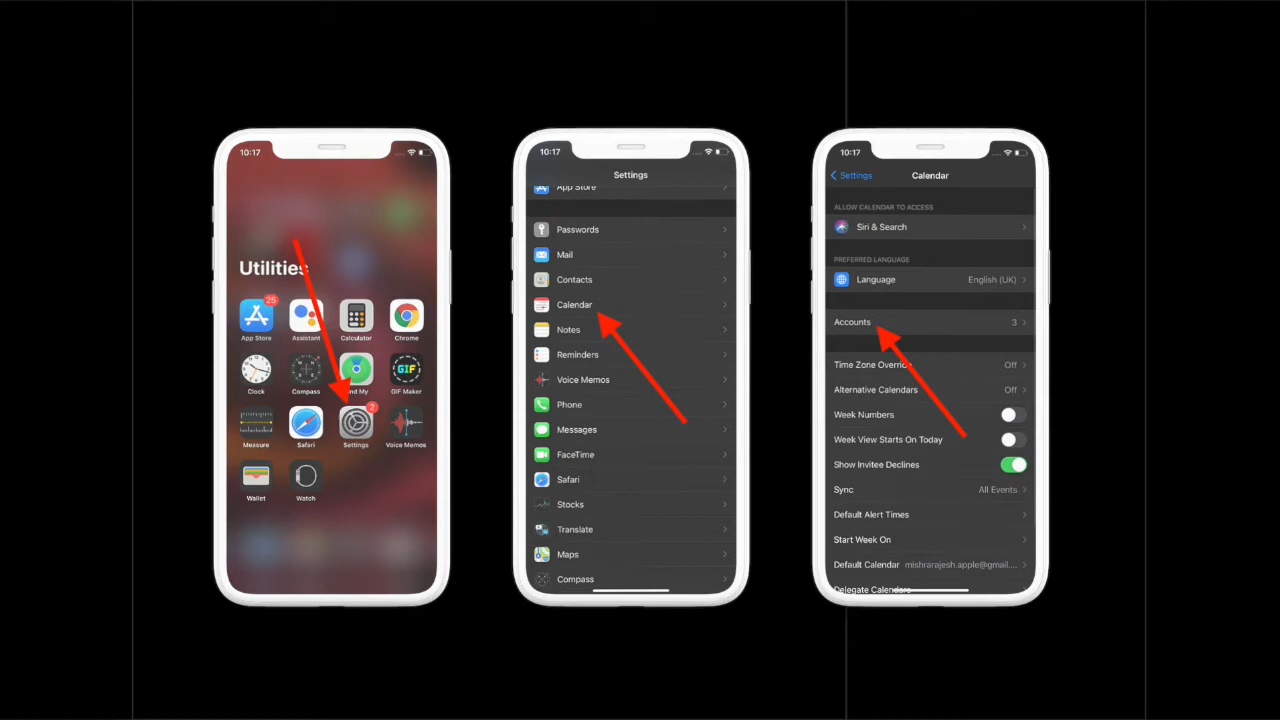 10:17
Utilities
25
App Store
Assistant
Calculator
Chrome
Clock
Compass
nd My
GIF
GIF Maker
2
Measure
Safari
Settings
Voice Memos
Wallet
Watch
10:17
Settings
App Store
Passwords
Mail
Contacts
Calendar
Notes
Reminders
Voice Memos
Phone
Messages
FaceTime
Safari
Stocks
Translate
Maps
Compass
10:17
Settings Calendar
ALLOW CALENDAR TO ACCESS
Siri & Search
PREFERRED LANGUAGE
Language English (UK)
Accounts 3
Time Zone Override Off
Alternative Calendars Off
Week Numbers
Week View Starts On Today
Show Invitee Declines
Sync All Events
Default Alert Times
Start Week On
Default Calendar mishrarajesh.apple@gmail....
Delegate Calendars